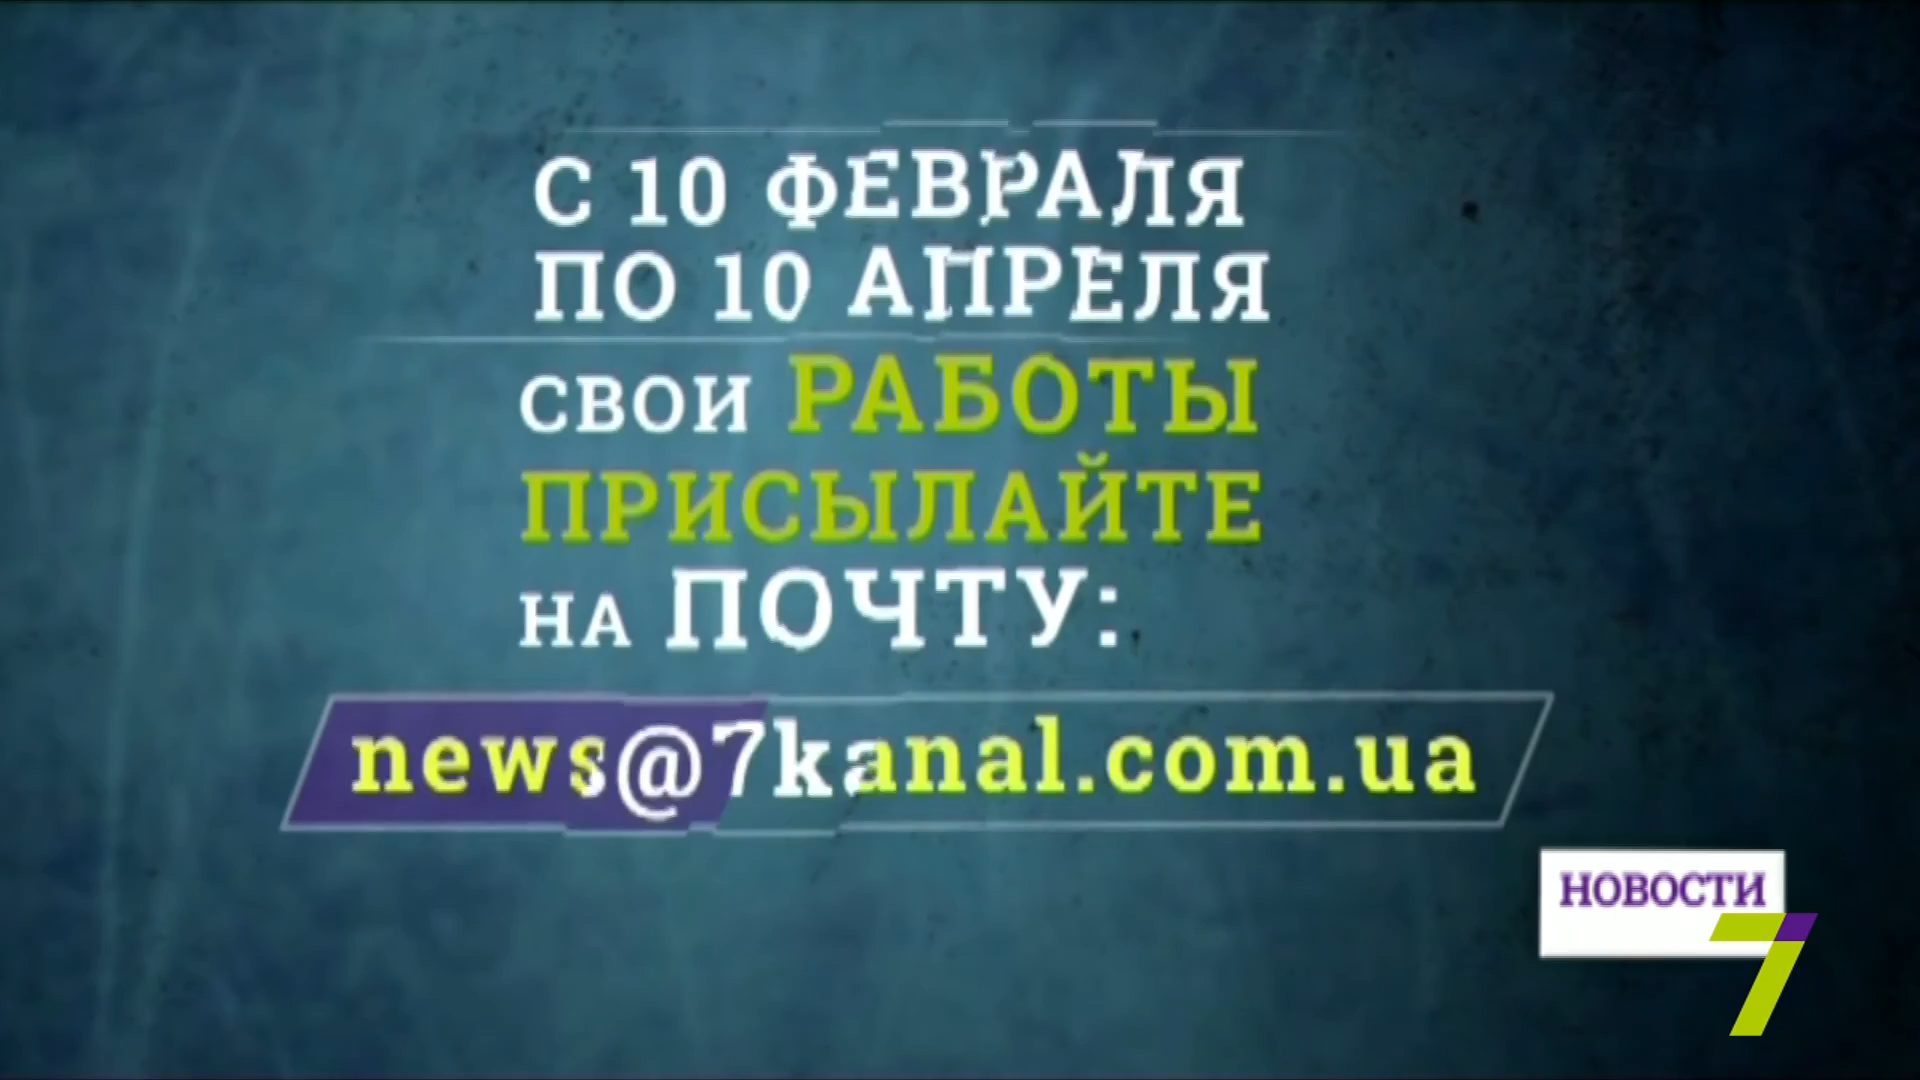 С 10 ФЕВРАЛЯ
ПО 10 АПРЕЛЯ
СВОИ РАБОТЫ
ПРИСЫЛАЙТЕ
НА ПОЧТУ:
news@7kanal.com.ua
НОВОСТИ
7